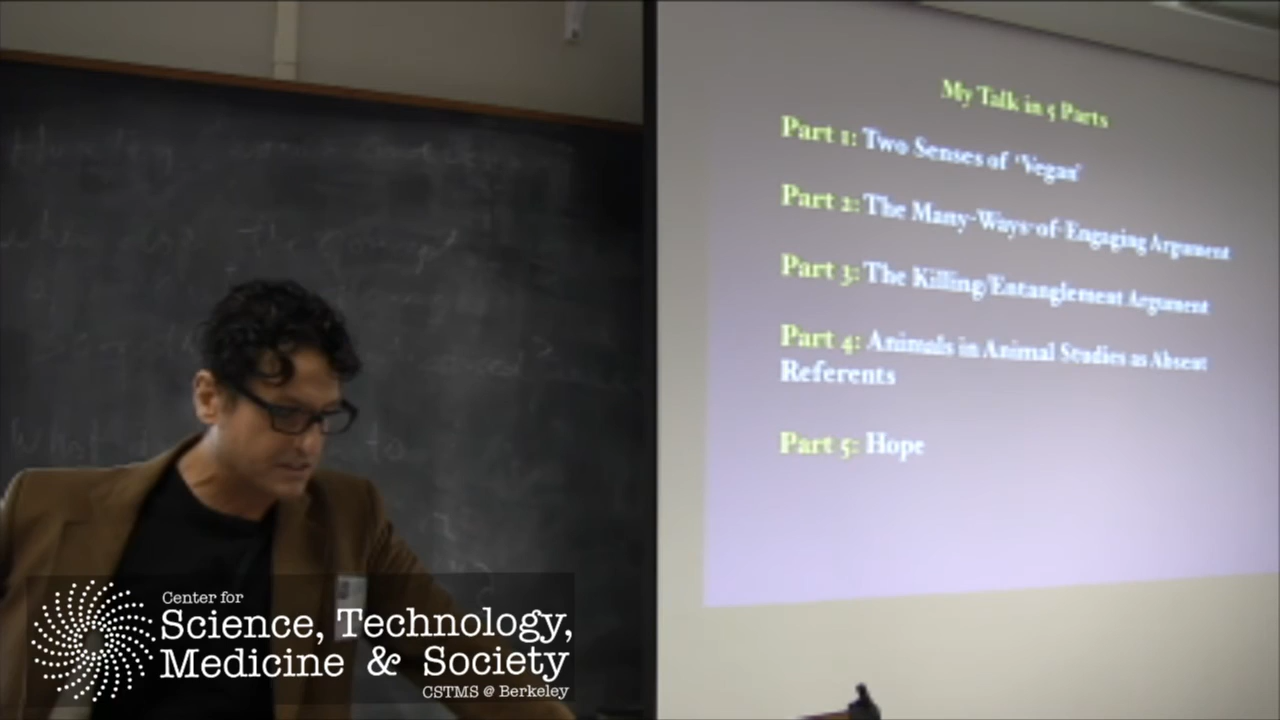 My Talk in 5 Parts
Part 1: Two Senses of 'Vegan'
Part 2: The Many-Ways-of-Engaging Argument
Part 3: The Killing/Entanglement Argument
Part 4: Animals in Animal Studies as Absent
Referents
Part 5: Hope
Center for
Science, Technology,
Medicine & Society
CSTMS @ Berkeley